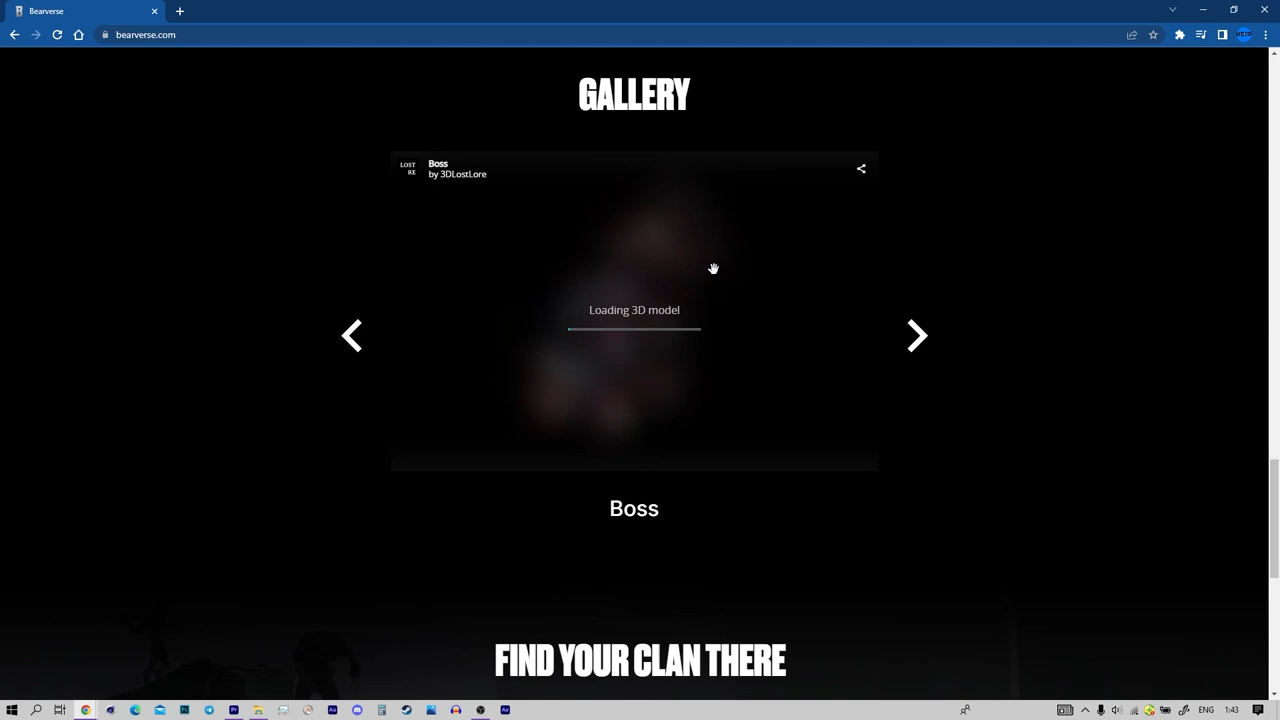 Bearverse
bearverse.com
GALLERY
LOST
RE
Boss
by 3DLostLore
Loading 3D model
Boss
FIND YOUR CLAN THERE
ENG
1:43